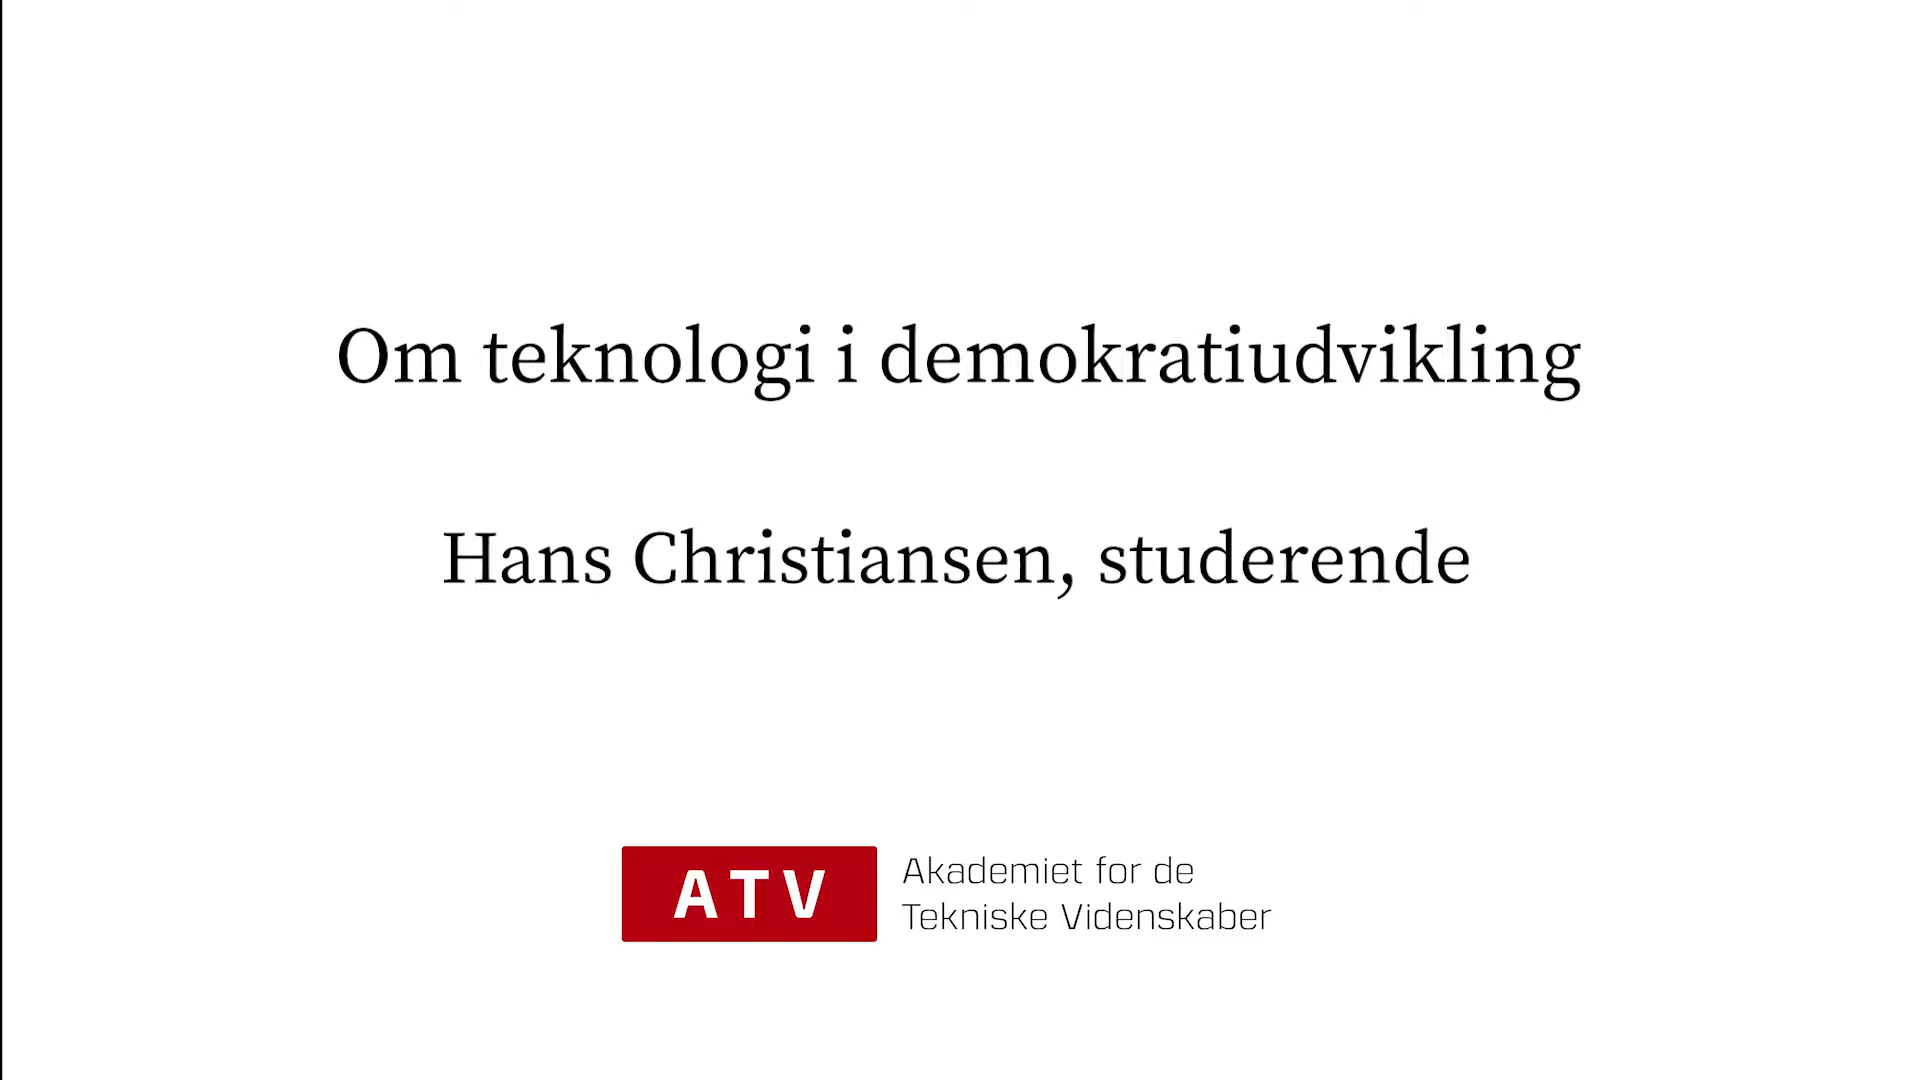 Om teknologi i demokratiudvikling
Hans Christiansen, studerende
ATV
Akademiet for de
Tekniske Videnskaber